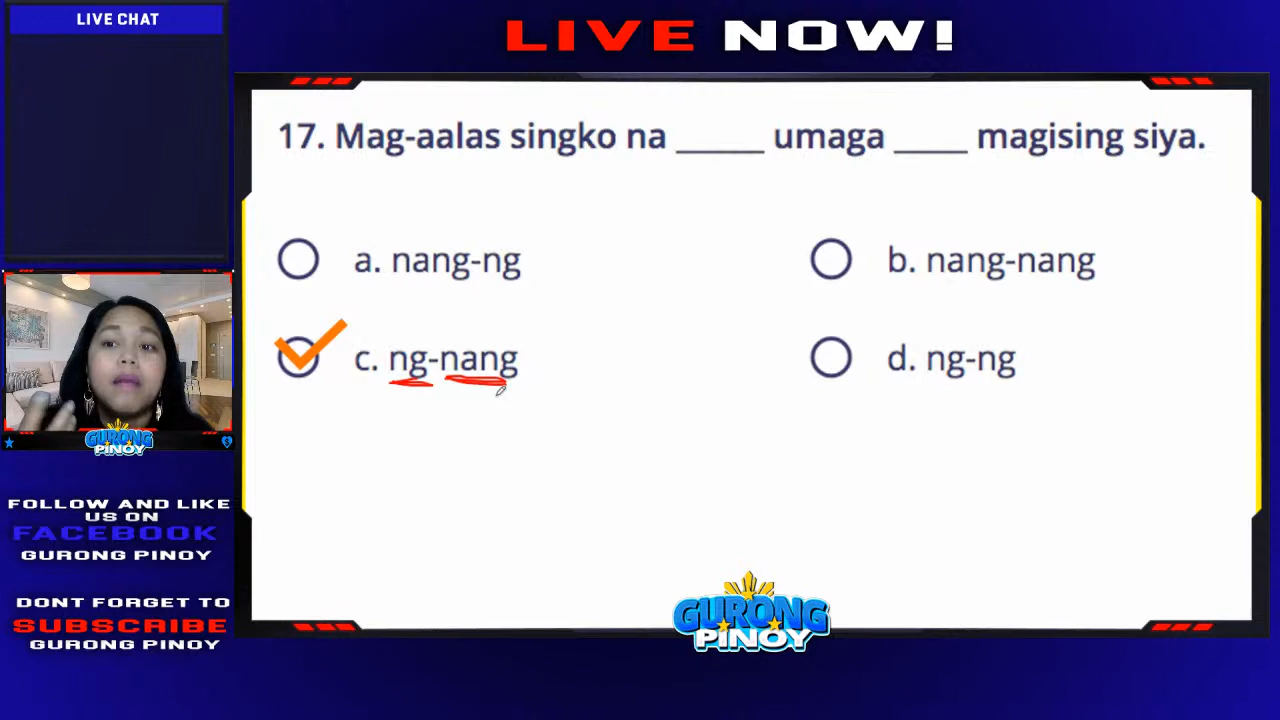 LIVE CHAT
LIVE NOW!
17. Mag-aalas singko na _____ umaga ____ magising siya.
a. nang-ng
b. nang-nang
c. ng-nang
d. ng-ng
GURONG
PINOY
FOLLOW AND LIKE
US ON
FACEBOOK
GURONG PINOY
DONT FORGET TO
SUBSCRIBE
GURONG PINOY
GURONG
PINOY